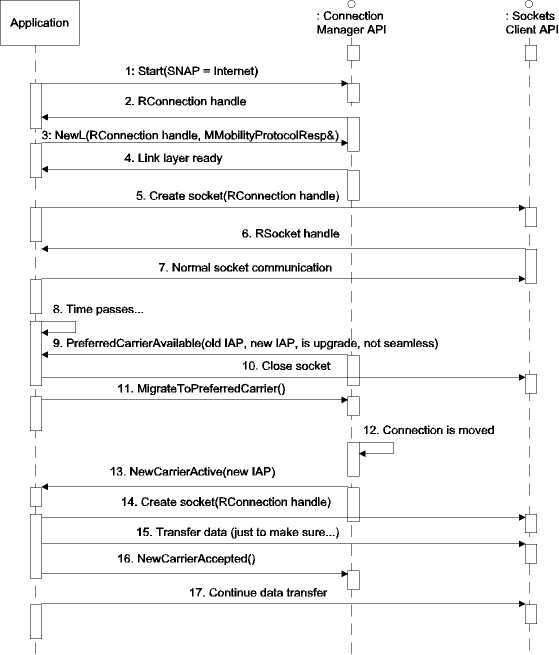 Application
: Connection
Manager API
: Sockets
Client API
1: Start(SNAP = Internet)
2. RConnection handle
3: NewL(RConnection handle, MMobilityProtocolResp&)
4. Link layer ready
5. Create socket(RConnection handle)
6. RSocket handle
7. Normal socket communication
8. Time passes...
9. PreferredCarrierAvailable(old IAP, new IAP, is upgrade, not seamless)
10. Close socket
11. MigrateToPreferredCarrier()
12. Connection is moved
13. NewCarrierActive(new IAP)
14. Create socket(RConnection handle)
15. Transfer data (just to make sure...)
16. NewCarrierAccepted()
17. Continue data transfer